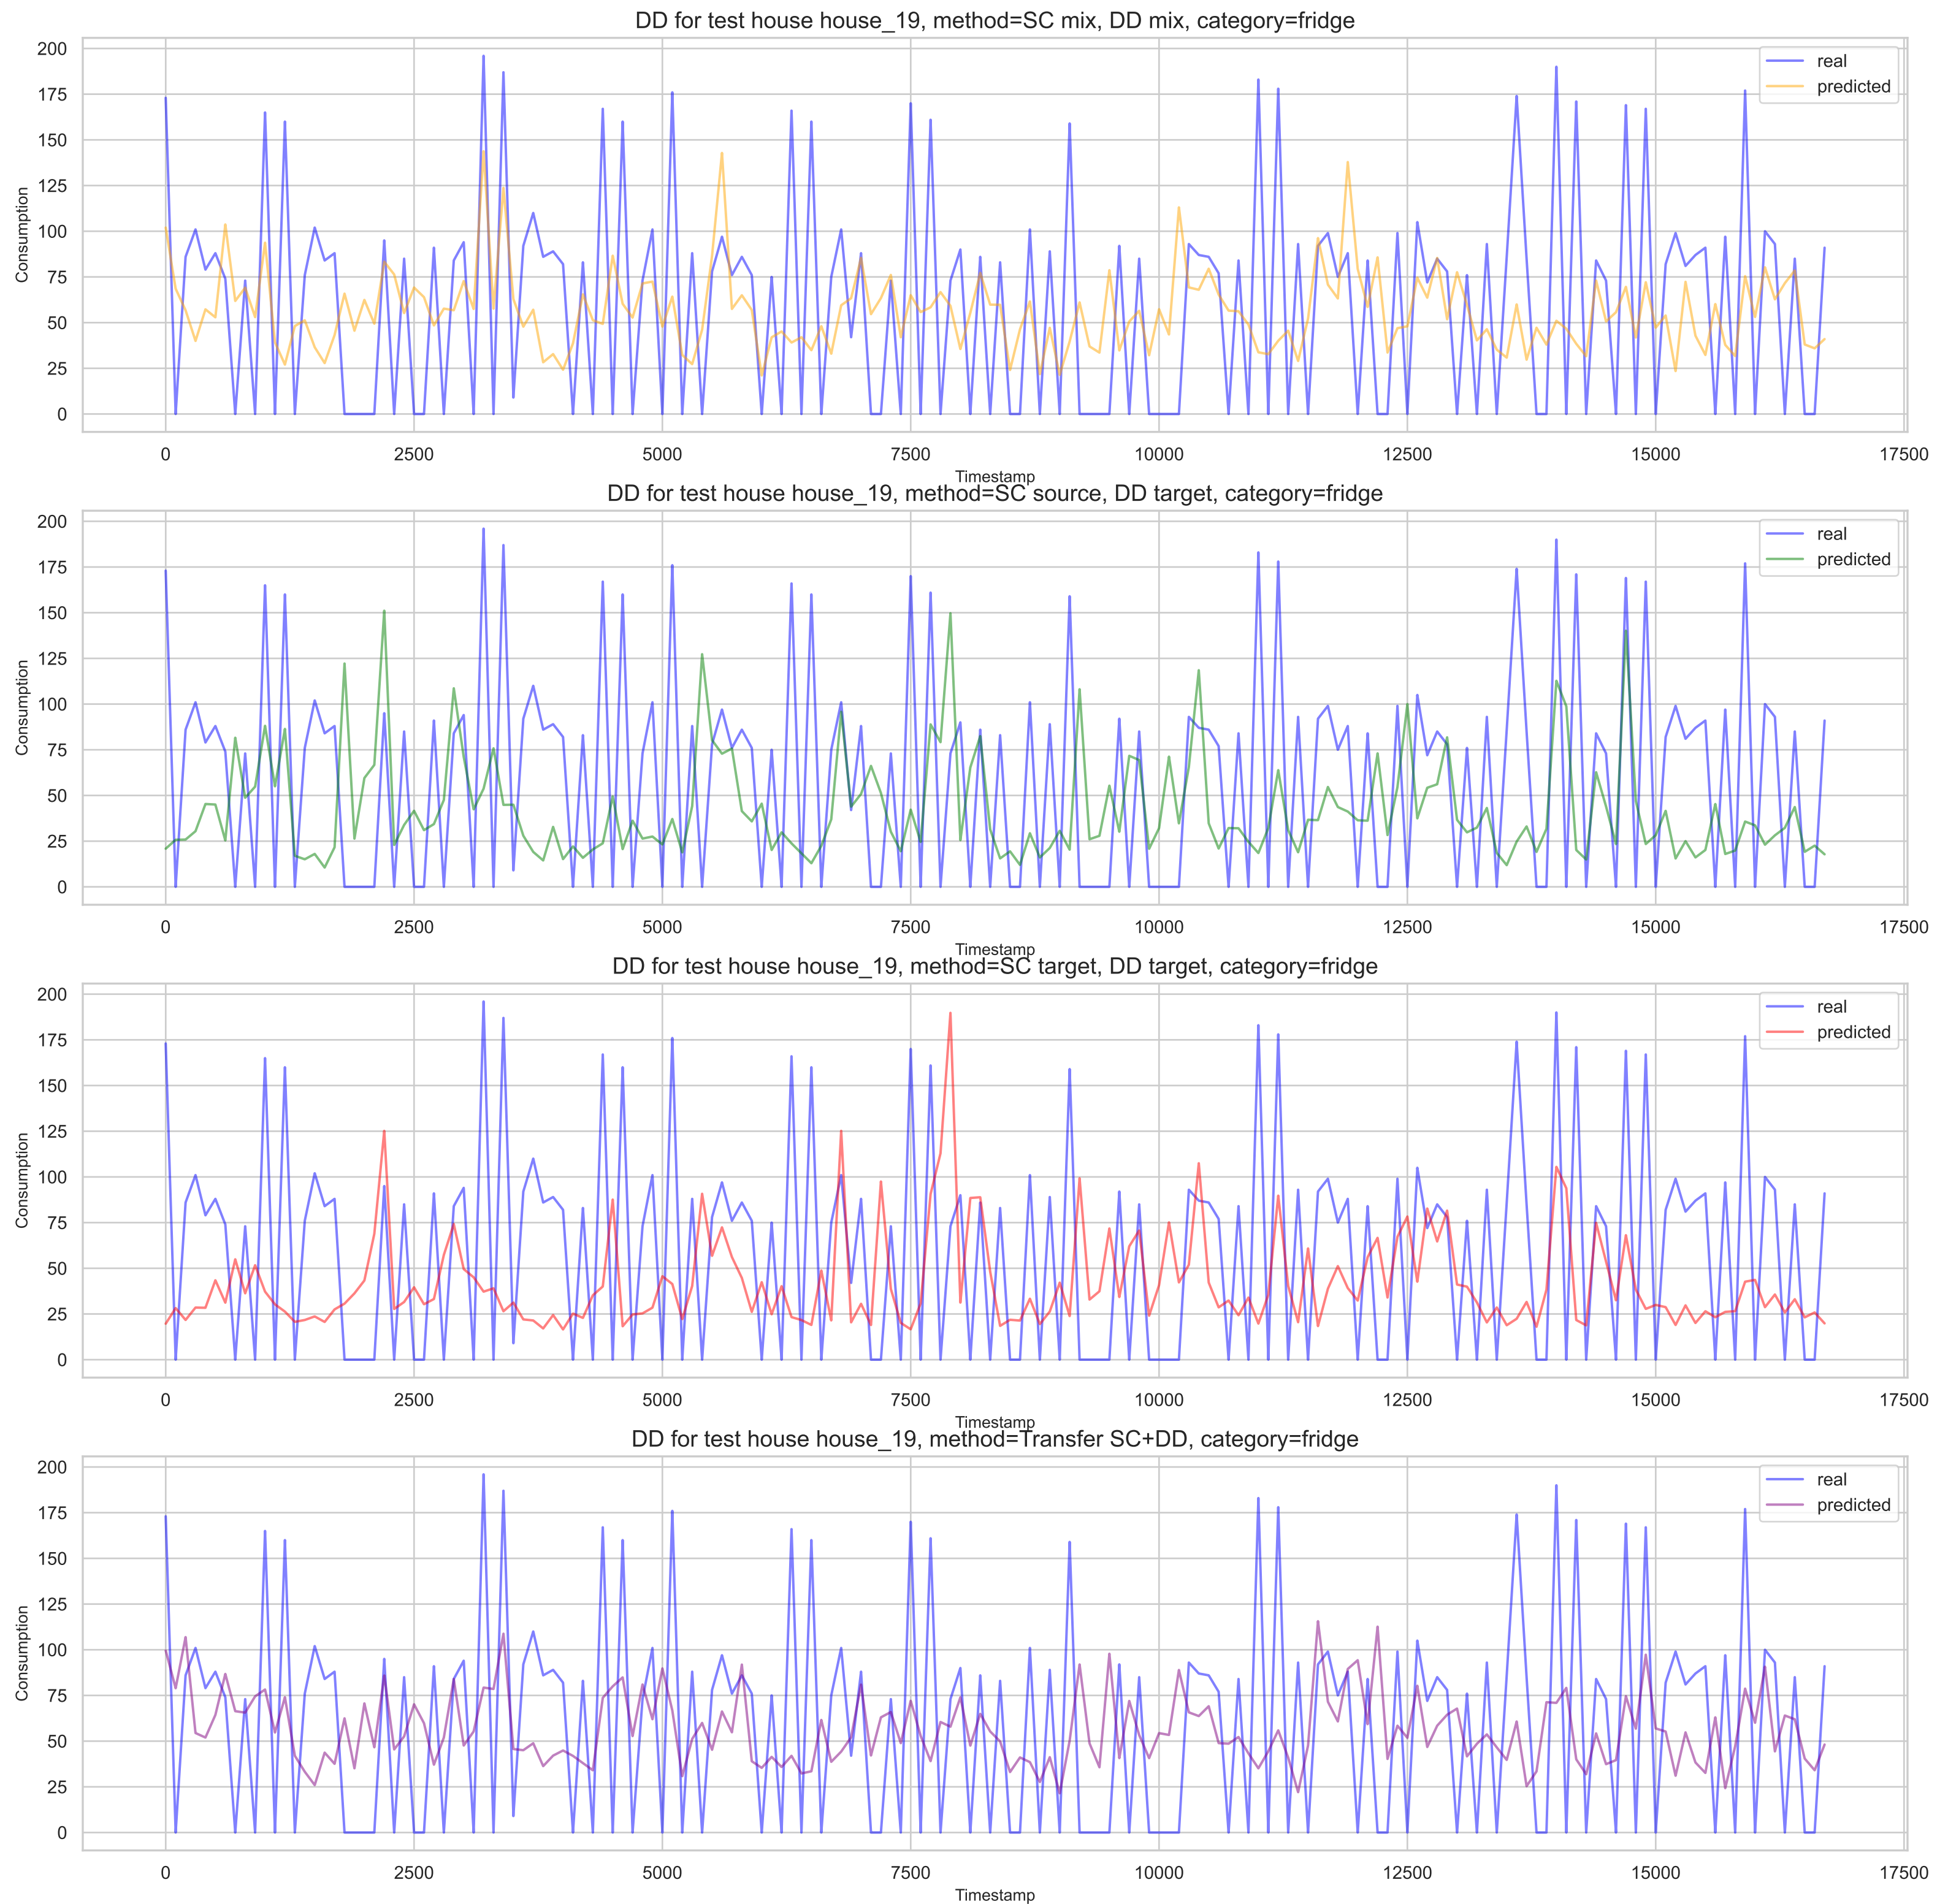 DD for test house house_19, method=SC mix, DD mix, category=fridge
200
175
150
125
100
75
50
25
0
Consumption
real
predicted
0 2500 5000 7500 10000 12500 15000 17500
Timestamp
DD for test house house_19, method=SC source, DD target, category=fridge
200
175
150
125
100
75
50
25
0
Consumption
real
predicted
0 2500 5000 7500 10000 12500 15000 17500
Timestamp
DD for test house house_19, method=SC target, DD target, category=fridge
200
175
150
125
100
75
50
25
0
Consumption
real
predicted
0 2500 5000 7500 10000 12500 15000 17500
Timestamp
DD for test house house_19, method=Transfer SC+DD, category=fridge
200
175
150
125
100
75
50
25
0
Consumption
real
predicted
0 2500 5000 7500 10000 12500 15000 17500
Timestamp